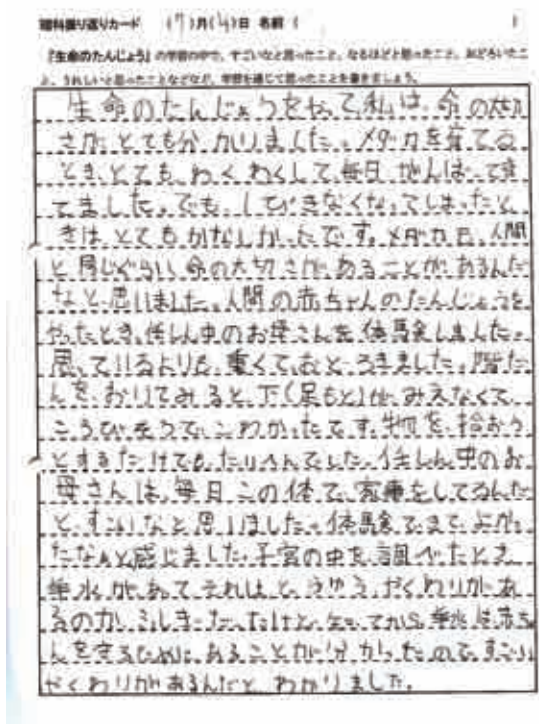 理科振り返りカード (7)月(4)日 名前 ( )
「生命のたんじょう」の学習の中で、すごいなと思ったこと、なるほどと思ったこと、おどろいたこ
と、うれしいと思ったことなどなど、学習を通じて思ったことを書きましょう。
生命のたんじょうをやって、私は、命の大切
さがとても分かりました。メダカを育てる
とき、とても、わくわくして、毎日
てました。でも、1ぴきなくなってしまったと
きは、とてもかなしかったです。メダカも、人間
と同じぐらい、命の大切さが、あることが、あるんだ
なと思いました。人間の赤ちゃんのたんじょうを
やったとき、任しん中のお母さんを体験しました。
思っているよりも、重くて、おどろきました。階だ
んを、おりてみると、下(足もと)が、みえなくて
こうびそうで、こわかったです。物を、拾おう
とするだけでも、たいへんでした。任しん中のお
母さんは、毎日この体で、家事をしてるんだ
と、すごいなと思いました。体験できて、よかっ
たなぁと感じました。子宮の中を調べたとき
羊水があって、それはどうゆう、やくわりがあ
るのか、ふしぎだったけど、 てから、羊水は赤ちゃ
んを守るために、あることが分かったので、すごい
やくわりがあるんだと、わかりました。